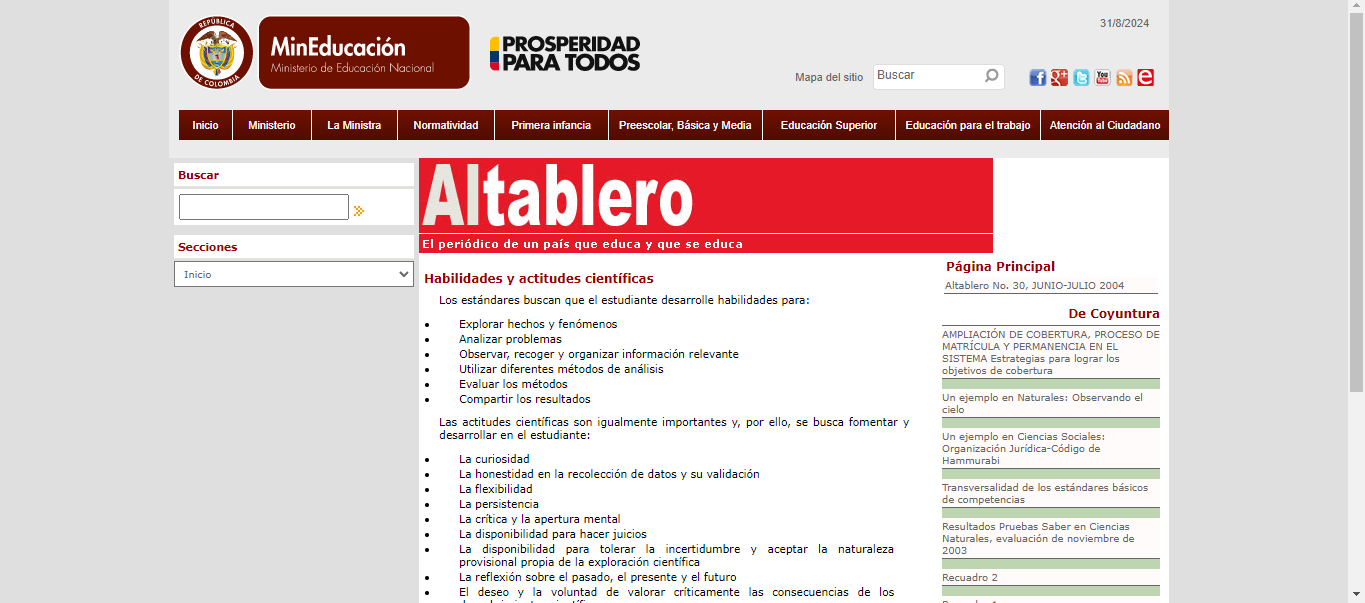 REPÚBLICA
DE COLOMBIA
MinEducación
Ministerio de Educación Nacional
PROSPERIDAD
PARA TODOS
31/8/2024
Mapa del sitio
Buscar
Inicio
Ministerio
La Ministra
Normatividad
Primera infancia
Preescolar, Básica y Media
Educación Superior
Educación para el trabajo
Atención al Ciudadano
Buscar
Secciones
Inicio
Altablero
El periódico de un país que educa y que se educa
Habilidades y actitudes científicas
Los estándares buscan que el estudiante desarrolle habilidades para:
Explorar hechos y fenómenos
Analizar problemas
Observar, recoger y organizar información relevante
Utilizar diferentes métodos de análisis
Evaluar los métodos
Compartir los resultados
Las actitudes científicas son igualmente importantes y, por ello, se busca fomentar y
desarrollar en el estudiante:
La curiosidad
La honestidad en la recolección de datos y su validación
La flexibilidad
La persistencia
La crítica y la apertura mental
La disponibilidad para hacer juicios
La disponibilidad para tolerar la incertidumbre y aceptar la naturaleza
provisional propia de la exploración científica
La reflexión sobre el pasado, el presente y el futuro
El deseo y la voluntad de valorar críticamente las consecuencias de los
Página Principal
Altablero No. 30, JUNIO-JULIO 2004
De Coyuntura
AMPLIACIÓN DE COBERTURA, PROCESO DE
MATRÍCULA Y PERMANENCIA EN EL
SISTEMA Estrategias para lograr los
objetivos de cobertura
Un ejemplo en Naturales: Observando el
cielo
Un ejemplo en Ciencias Sociales:
Organización Jurídica-Código de
Hammurabi
Transversalidad de los estándares básicos
de competencias
Resultados Pruebas Saber en Ciencias
Naturales, evaluación de noviembre de
2003
Recuadro 2